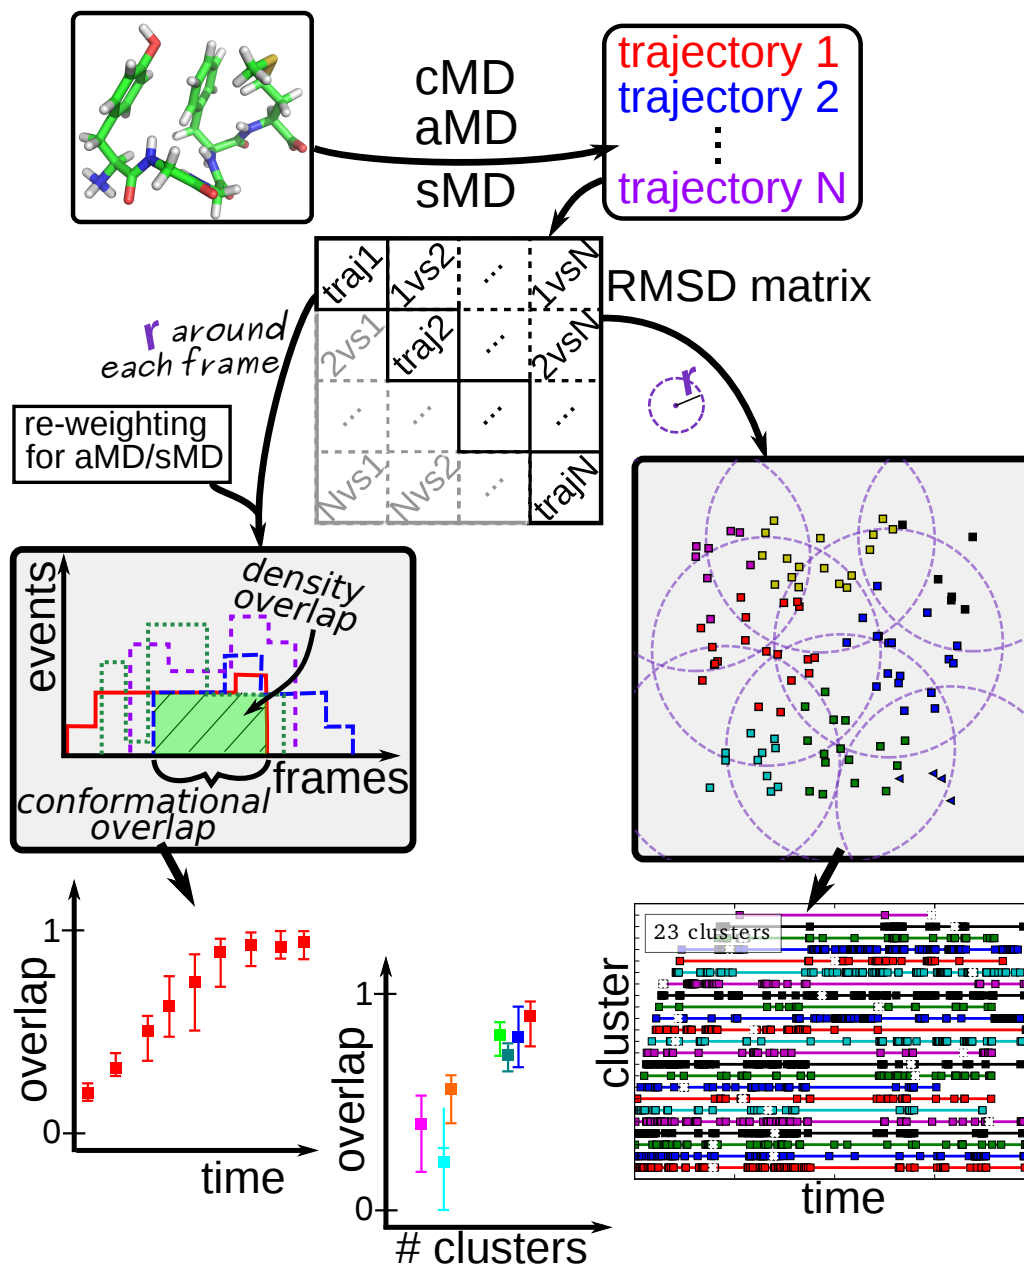 cMD
aMD
sMD
trajectory 1
trajectory 2
trajectory N
traj1
1vs2
...
1vsN
RMSD matrix
2vs1
traj2
...
2vsN
...
...
...
...
Nvs1
Nvs2
...
trajN
r around
each frame
r
re-weighting
for aMD/sMD
events
density
overlap
frames
conformational
overlap
1
0
overlap
time
1
0
overlap
# clusters
23 clusters
cluster
time